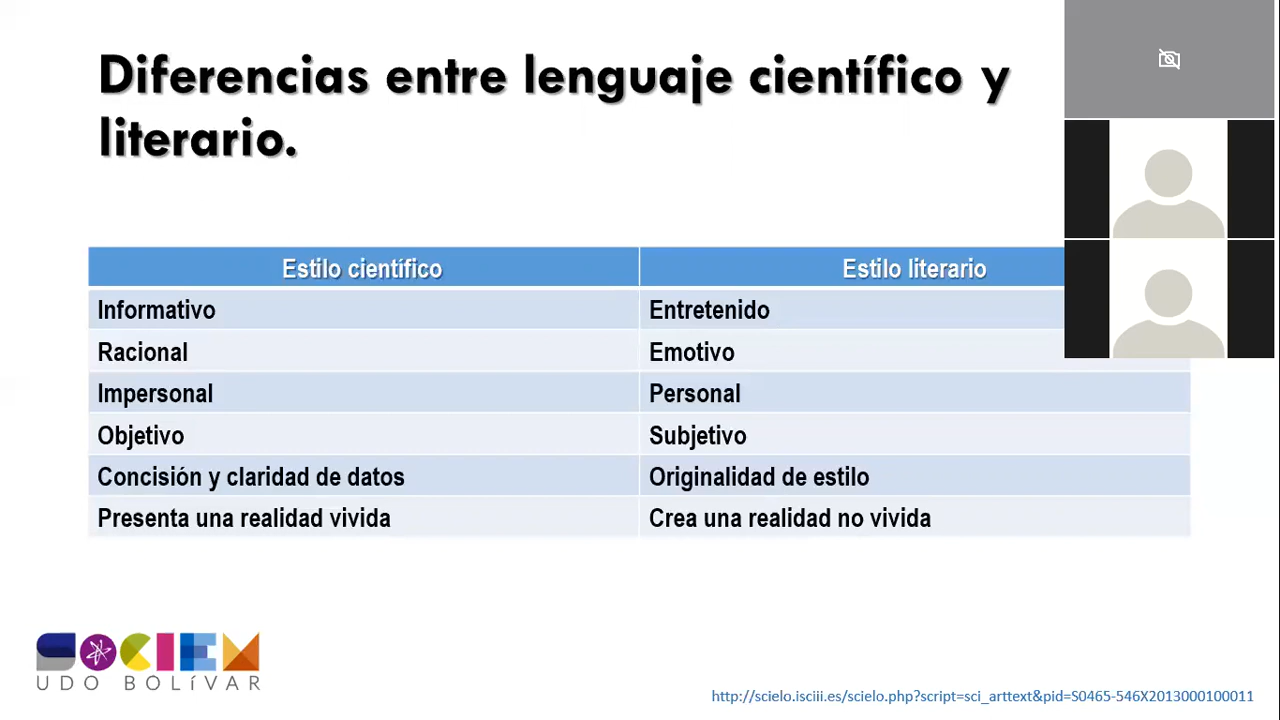 Diferencias entre lenguaje científico y
literario.
Estilo científico Estilo literario
Informativo Entretenido
Racional Emotivo
Impersonal Personal
Objetivo Subjetivo
Concisión y claridad de datos Originalidad de estilo
Presenta una realidad vivida Crea una realidad no vivida
SOCIEM
UDO BOLÍVAR
http://scielo.isciii.es/scielo.php?script=sci_arttext&pid=S0465-546X2013000100011